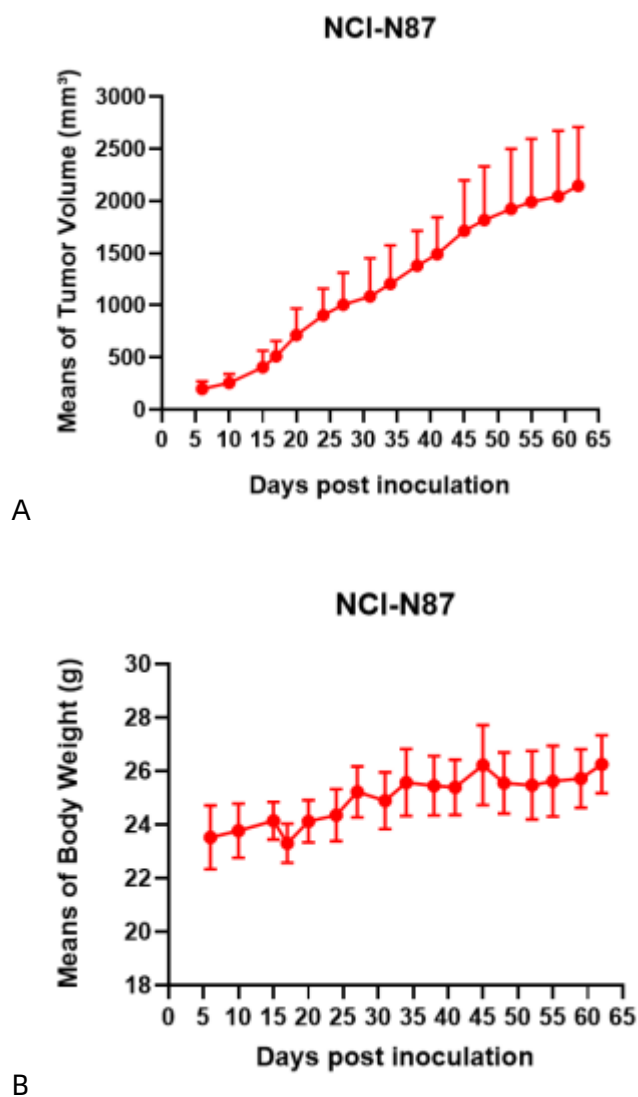 NCI-N87
Means of Tumor Volume (mm³)
3000
2500
2000
1500
1000
500
0
0 5 10 15 20 25 30 35 40 45 50 55 60 65
Days post inoculation
A
NCI-N87
Means of Body Weight (g)
30
28
26
24
22
20
18
0 5 10 15 20 25 30 35 40 45 50 55 60 65
Days post inoculation
B